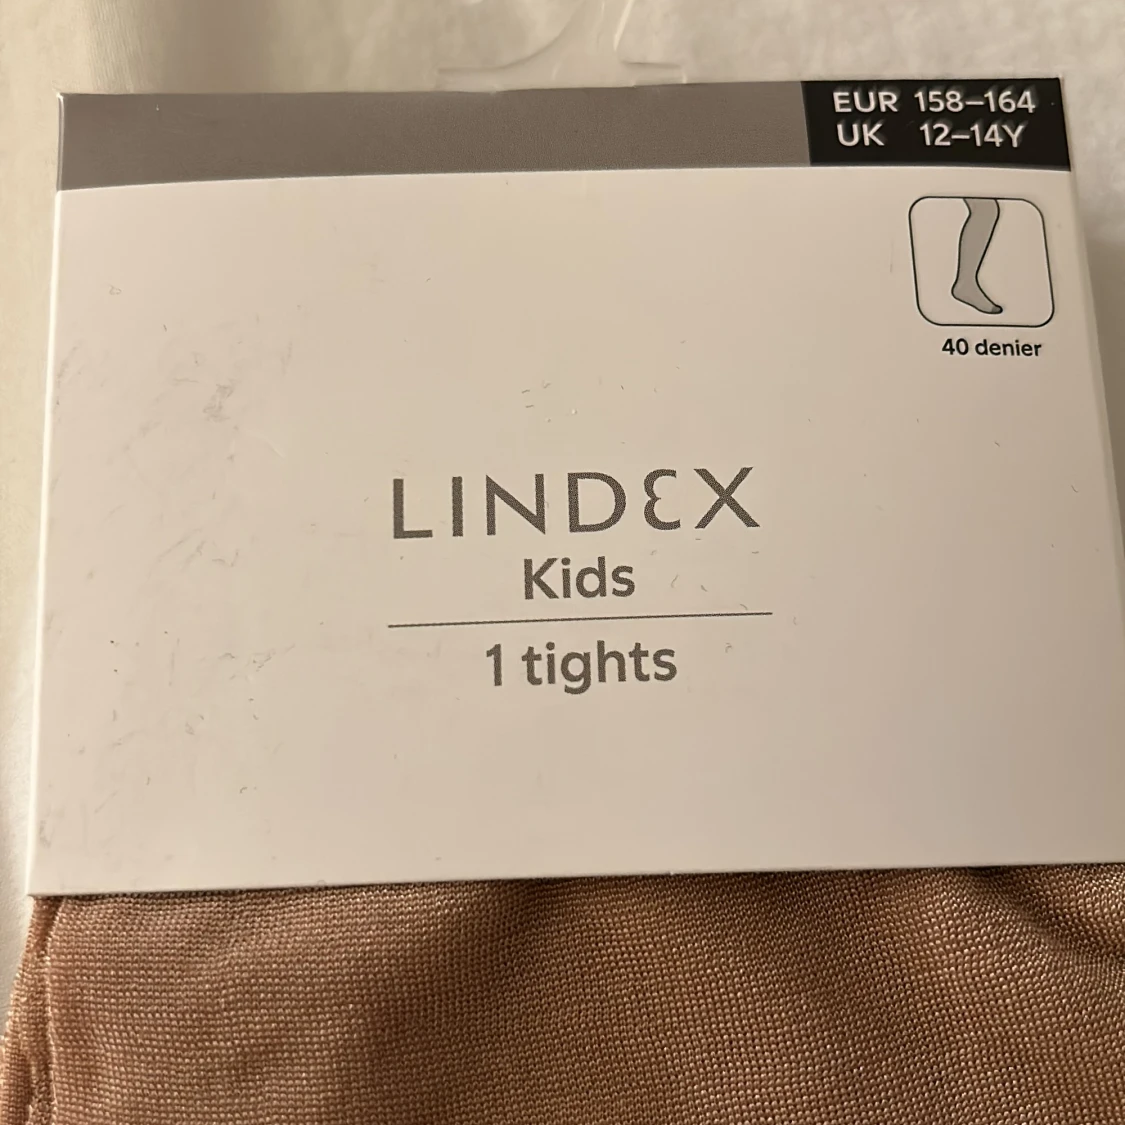 EUR 158–164
UK 12–14Y
40 denier
LINDEX
Kids
1 tights